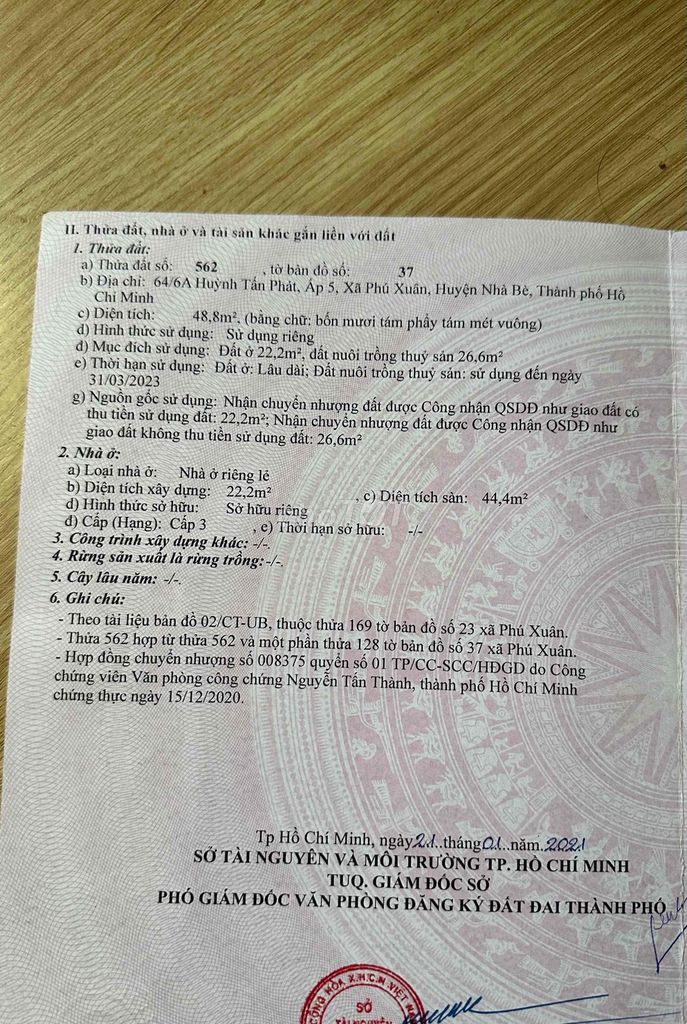 II. Thửa đất, nhà ở và tài sản khác gắn liền với đất
1. Thửa đất:
a) Thửa đất số: 562 , tờ bản đồ số: 37
b) Địa chỉ: 64/6A Huỳnh Tấn Phát, Ấp 5, Xã Phú Xuân, Huyện Nhà Bè, Thành phố Hồ
Chí Minh
c) Diện tích: 48,8m², (bằng chữ: bốn mươi tám phẩy tám mét vuông)
d) Hình thức sử dụng: Sử dụng riêng
đ) Mục đích sử dụng: Đất ở 22,2m², đất nuôi trồng thuỷ sản 26,6m²
e) Thời hạn sử dụng: Đất ở: Lâu dài; Đất nuôi trồng thuỷ sản: sử dụng đến ngày
31/03/2023
g) Nguồn gốc sử dụng: Nhận chuyển nhượng đất được Công nhận QSDĐ như giao đất có
thu tiền sử dụng đất: 22,2m²; Nhận chuyển nhượng đất được Công nhận QSDĐ như
giao đất không thu tiền sử dụng đất: 26,6m²
2. Nhà ở:
a) Loại nhà ở: Nhà ở riêng lẻ
b) Diện tích xây dựng: 22,2m² , c) Diện tích sàn: 44,4m²
d) Hình thức sở hữu: Sở hữu riêng
đ) Cấp (Hạng): Cấp 3 , e) Thời hạn sở hữu: -/-
3. Công trình xây dựng khác: -/-.
4. Rừng sản xuất là rừng trồng: -/-.
5. Cây lâu năm: -/-.
6. Ghi chú:
- Theo tài liệu bản đồ 02/CT-UB, thuộc thửa 169 tờ bản đồ số 23 xã Phú Xuân.
- Thửa 562 hợp từ thửa 562 và một phần thửa 128 tờ bản đồ số 37 xã Phú Xuân.
- Hợp đồng chuyển nhượng số 008375 quyển số 01 TP/CC-SCC/HĐGD do Công
chứng viên Văn phòng công chứng Nguyễn Tấn Thành, thành phố Hồ Chí Minh
chứng thực ngày 15/12/2020.
Tp Hồ Chí Minh, ngày 21..tháng 01..năm.2021
SỞ TÀI NGUYÊN VÀ MÔI TRƯỜNG TP. HỒ CHÍ MINH
TUQ. GIÁM ĐỐC SỞ
PHÓ GIÁM ĐỐC VĂN PHÒNG ĐĂNG KÝ ĐẤT ĐAI THÀNH PHỐ
CỘNG HÒA X.H.C.N VIỆT
SỞ
TÀI NGUYÊN